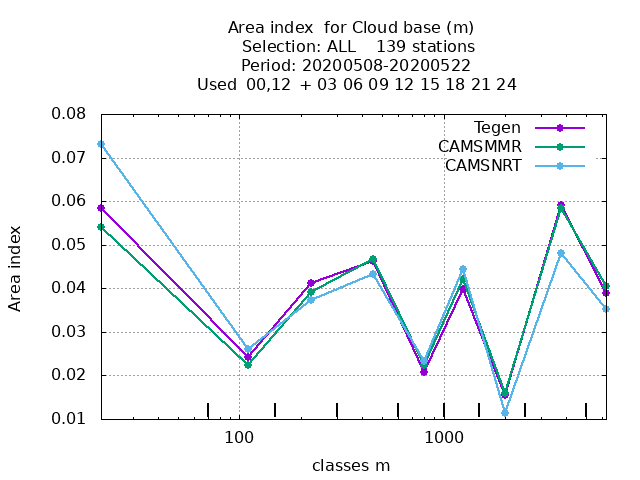 Area index  for Cloud base (m)
Selection: ALL    139 stations
Period: 20200508-20200522
Used  00,12  + 03 06 09 12 15 18 21 24
Tegen
CAMSMMR
CAMSNRT
0.08
0.07
0.06
0.05
0.04
0.03
0.02
0.01
Area index
100
1000
classes m